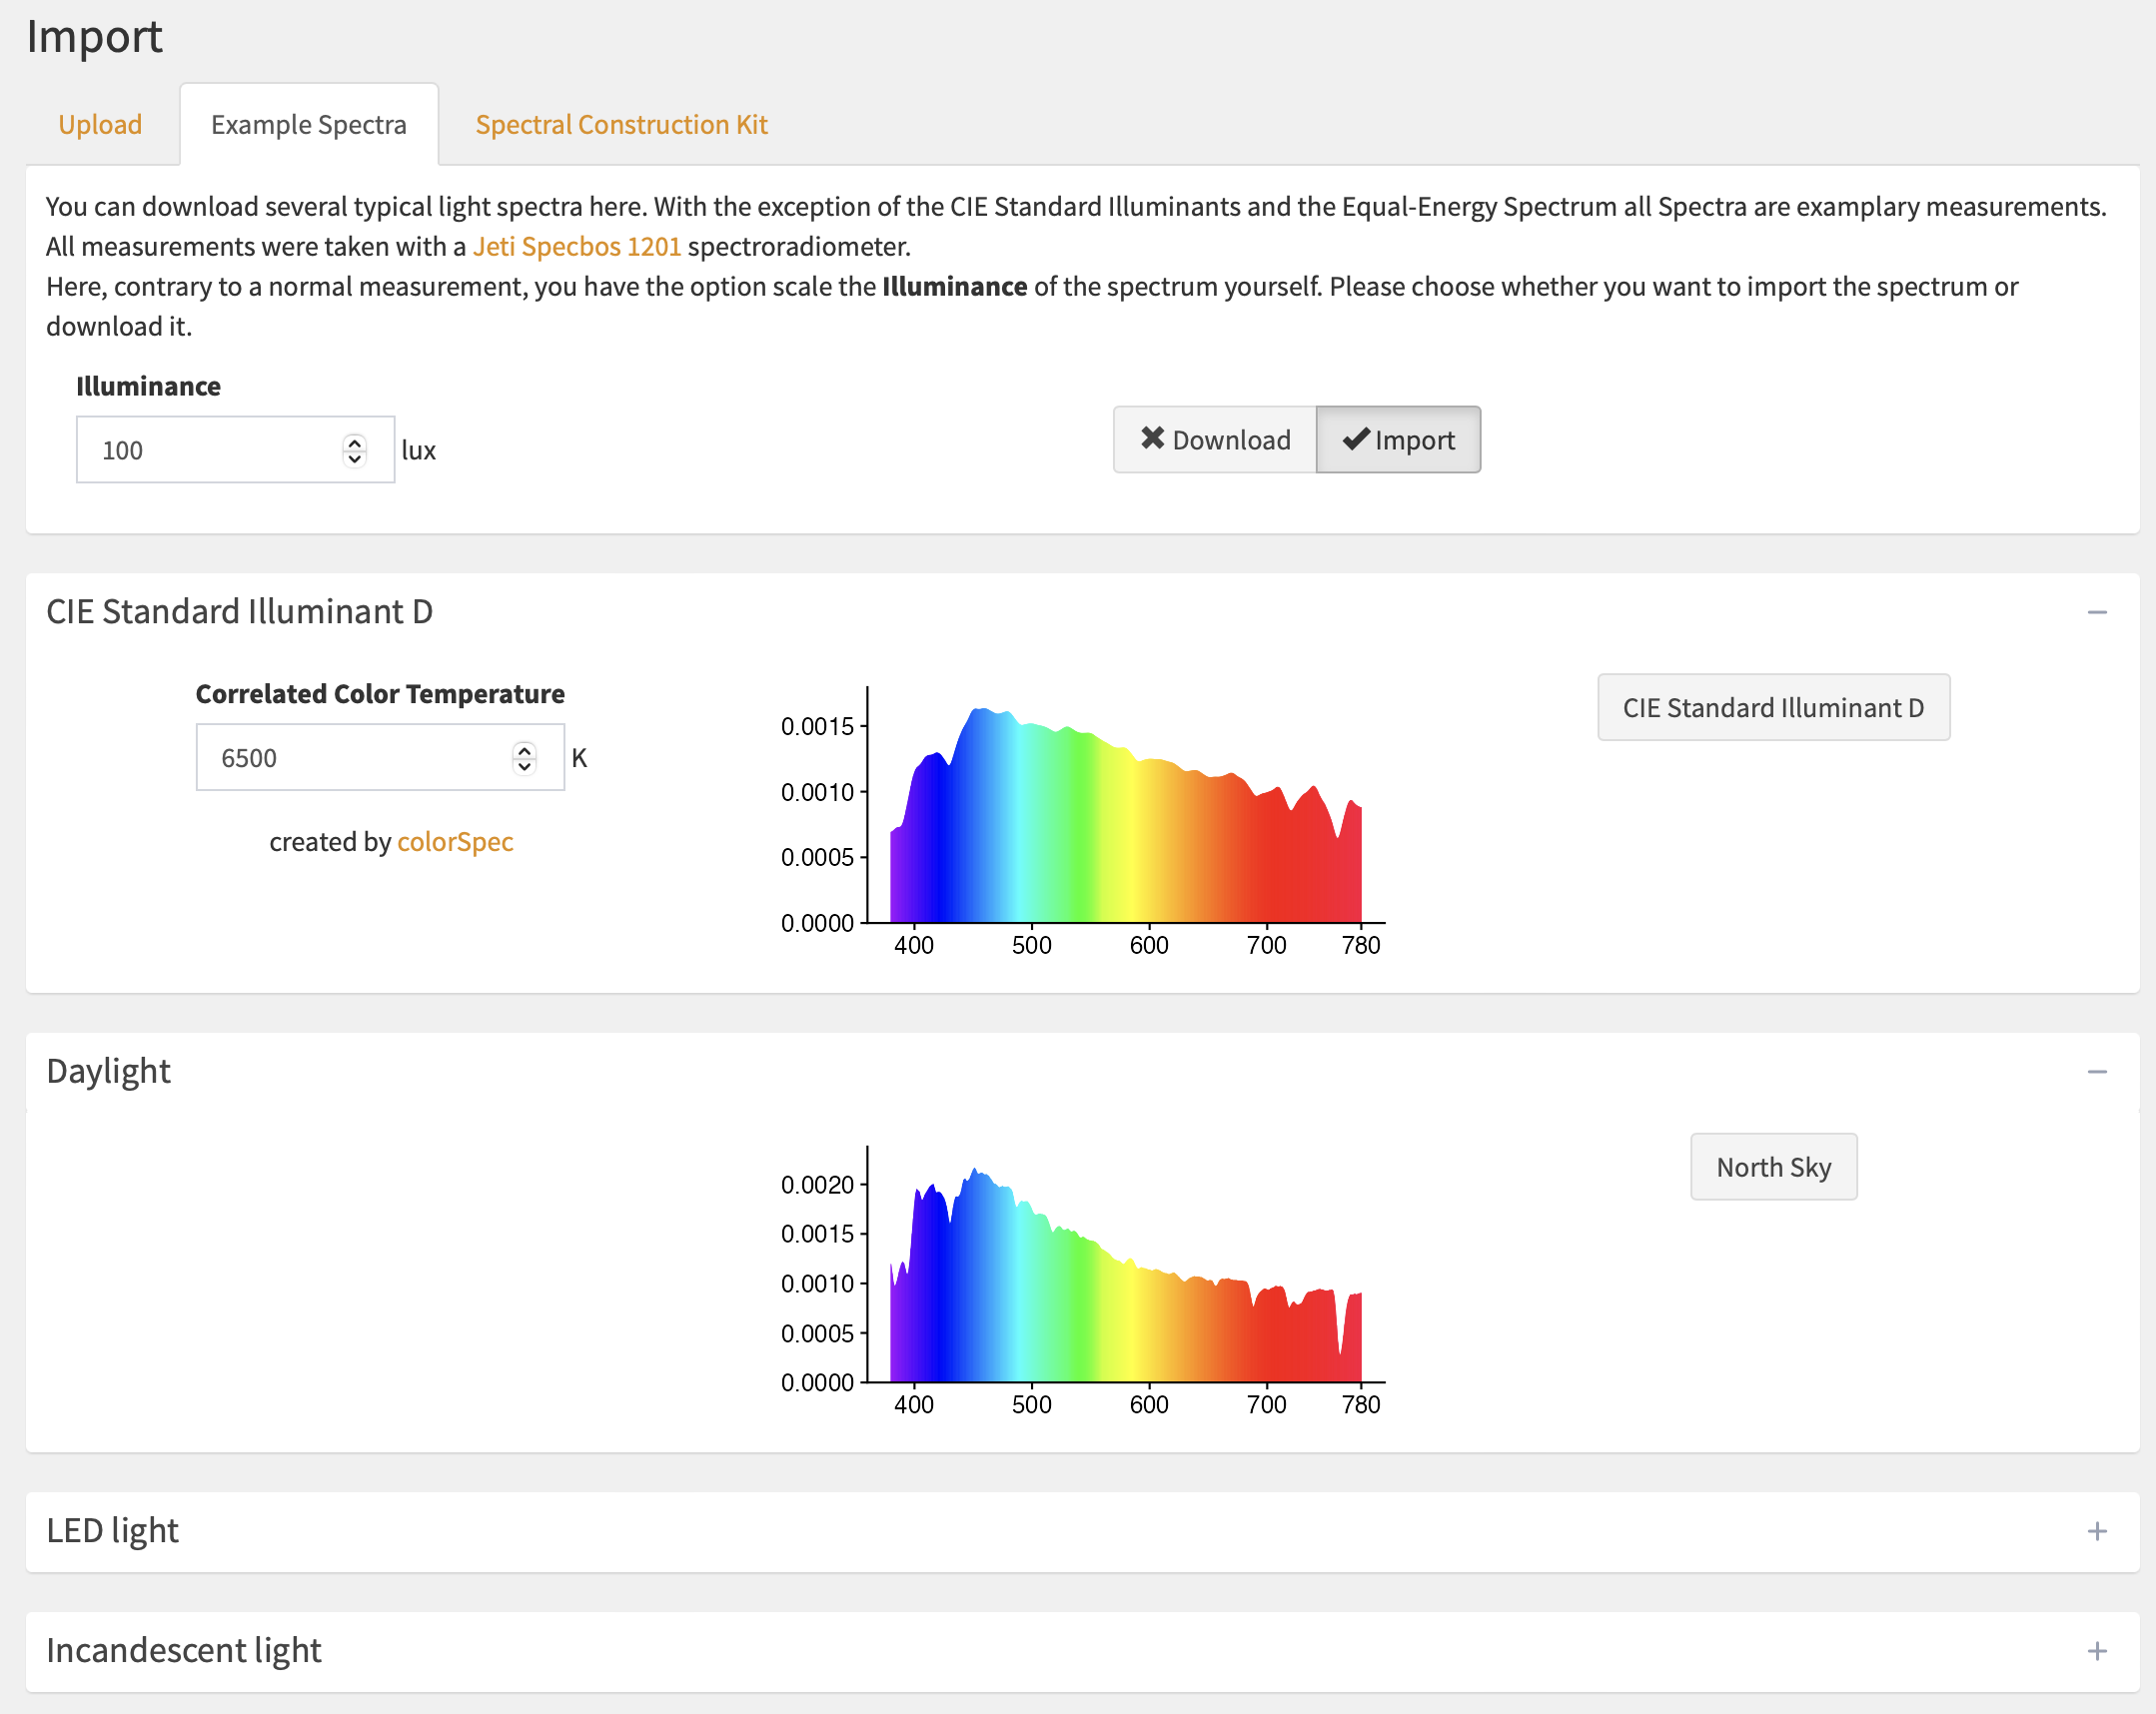 Import
Upload
Example Spectra
Spectral Construction Kit
You can download several typical light spectra here. With the exception of the CIE Standard Illuminants and the Equal-Energy Spectrum all Spectra are examplary measurements.
All measurements were taken with a Jeti Specbos 1201 spectroradiometer.
Here, contrary to a normal measurement, you have the option scale the Illuminance of the spectrum yourself. Please choose whether you want to import the spectrum or
download it.
Illuminance
100 lux
Download
Import
CIE Standard Illuminant D
Correlated Color Temperature
6500 K
created by colorSpec
0.0015
0.0010
0.0005
0.0000
400 500 600 700 780
CIE Standard Illuminant D
Daylight
0.0020
0.0015
0.0010
0.0005
0.0000
400 500 600 700 780
North Sky
LED light
Incandescent light